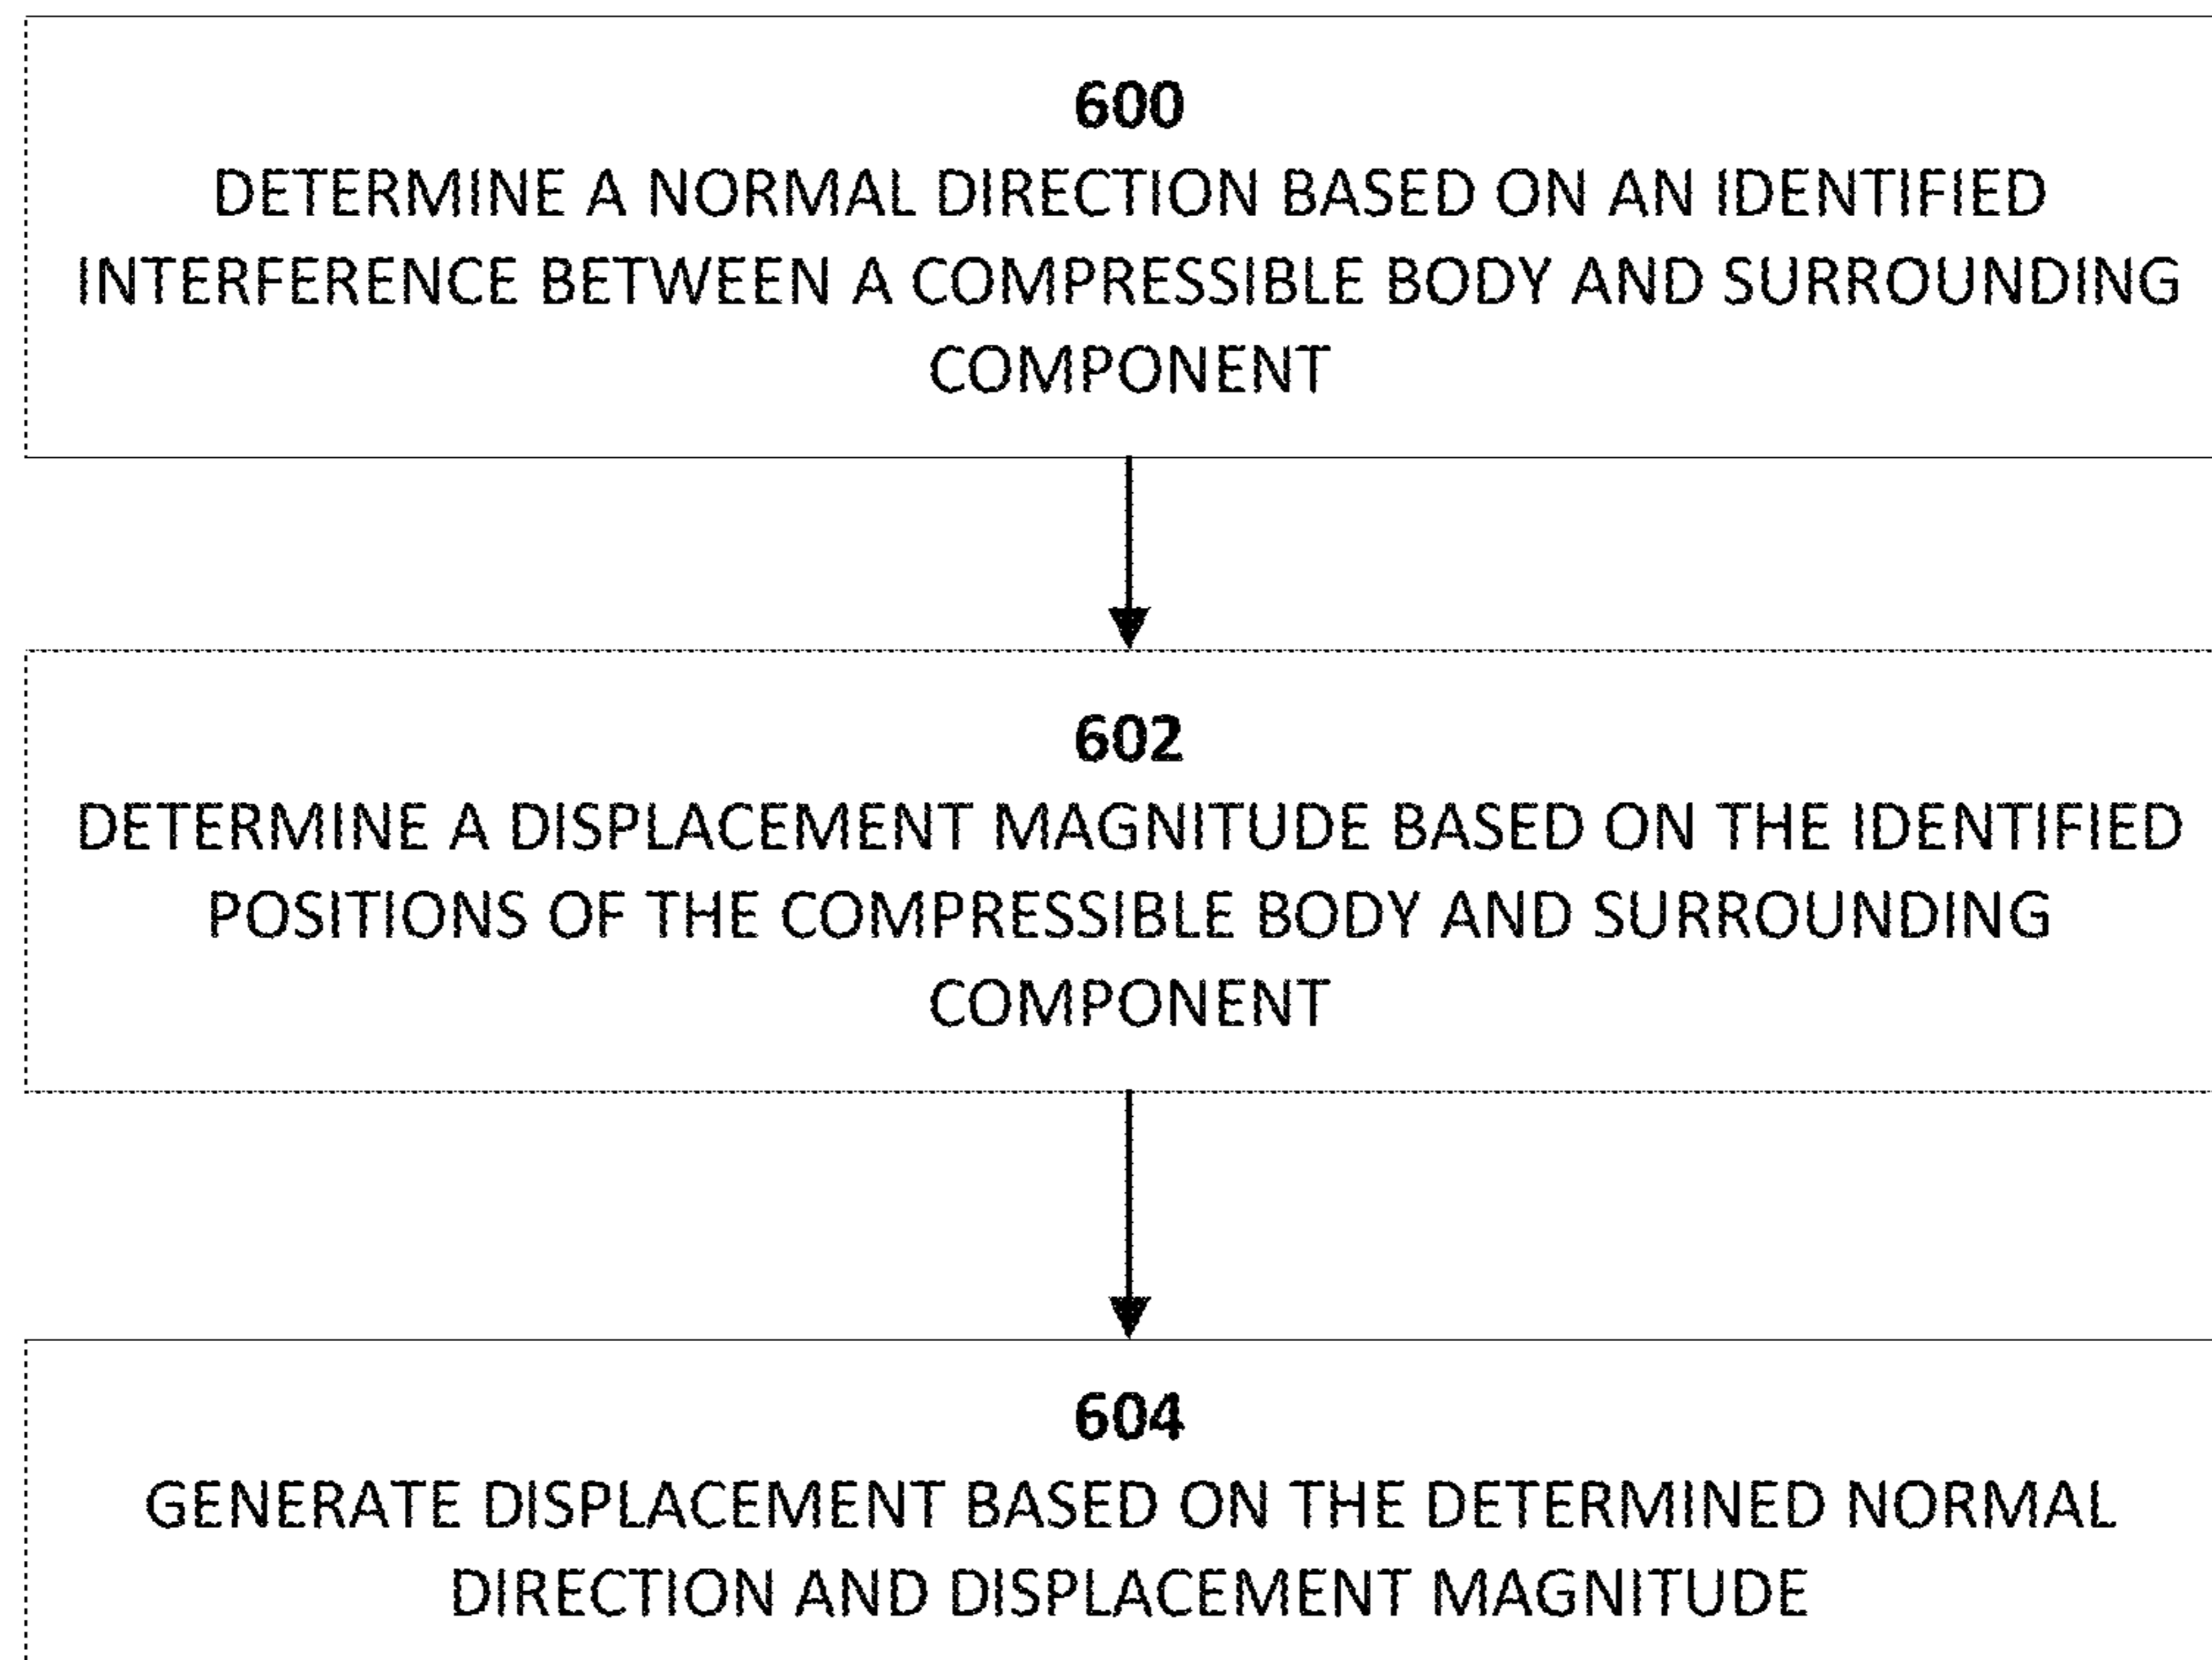 600
DETERMINE A NORMAL DIRECTION BASED ON AN IDENTIFIED
INTERFERENCE BETWEEN A COMPRESSIBLE BODY AND SURROUNDING
COMPONENT
602
DETERMINE A DISPLACEMENT MAGNITUDE BASED ON THE IDENTIFIED
POSITIONS OF THE COMPRESSIBLE BODY AND SURROUNDING
COMPONENT
604
GENERATE DISPLACEMENT BASED ON THE DETERMINED NORMAL
DIRECTION AND DISPLACEMENT MAGNITUDE